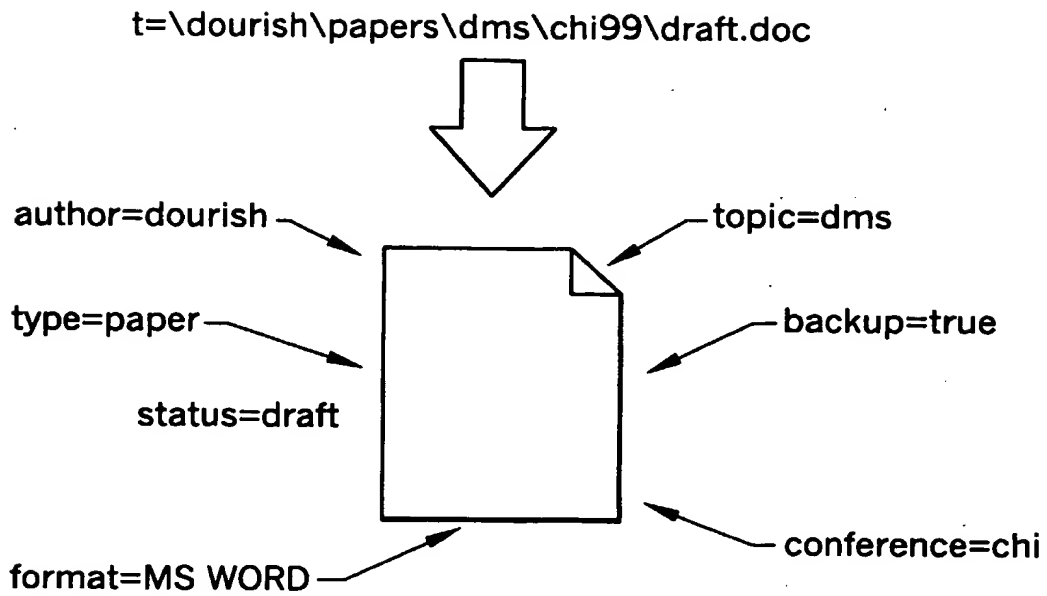 t=\dourish\papers\dms\chi99\draft.doc
author=dourish
topic=dms
type=paper
backup=true
status=draft
conference=chi
format=MS WORD